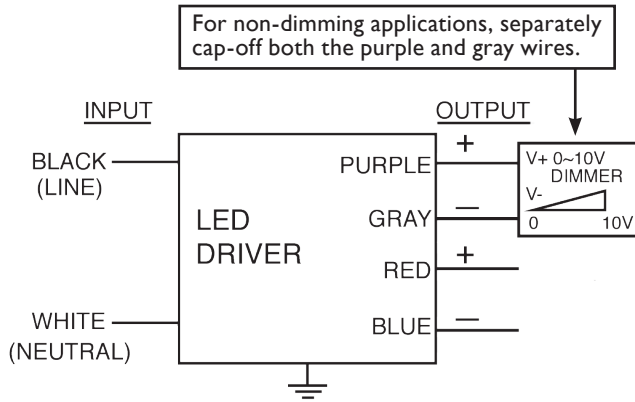 For non-dimming applications, separately
cap-off both the purple and gray wires.
INPUT
OUTPUT
BLACK
(LINE)
WHITE
(NEUTRAL)
LED
DRIVER
PURPLE
+
GRAY
—
RED
+
BLUE
—
V+ 0~10V
DIMMER
V-
0 10V